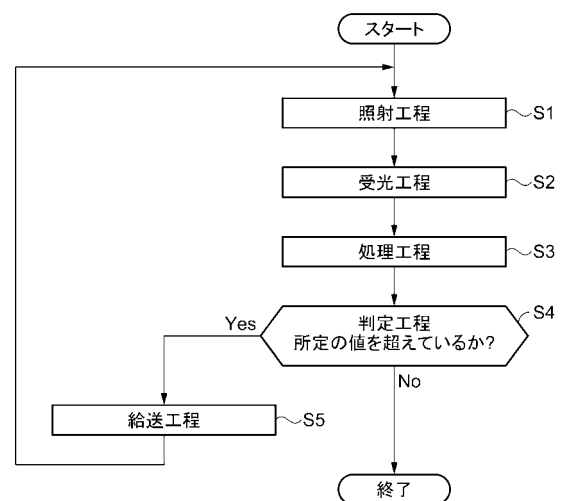 スタート
照射工程
S1
受光工程
S2
処理工程
S3
判定工程
所定の値を超えているか?
S4
Yes
No
給送工程
S5
終了